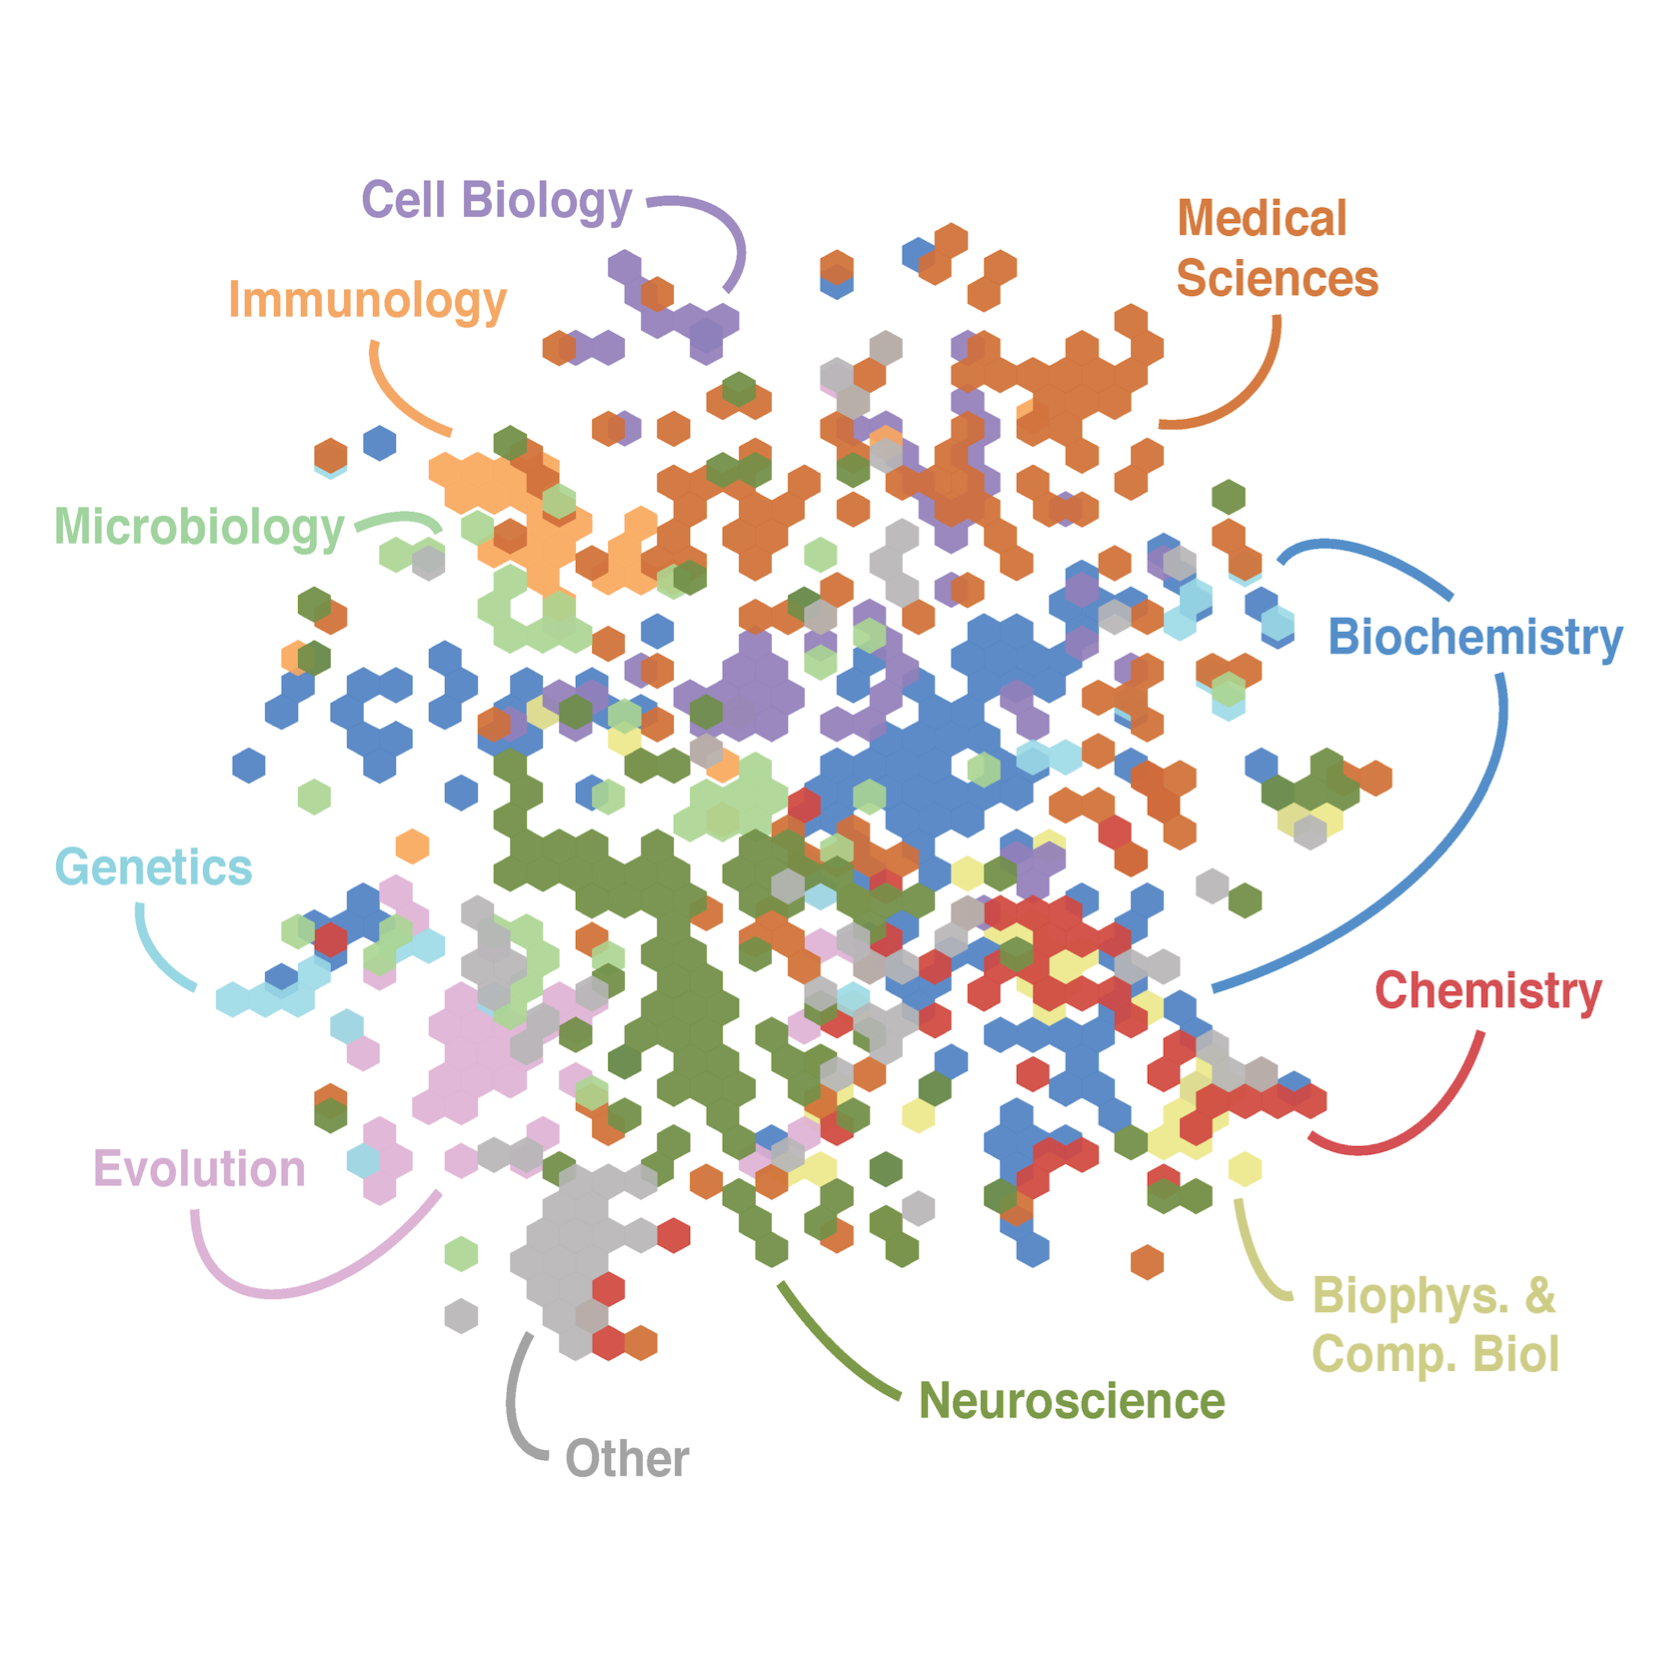 Cell Biology
Medical
Sciences
Immunology
Microbiology
Biochemistry
Genetics
Chemistry
Evolution
Biophys. &
Comp. Biol
Neuroscience
Other